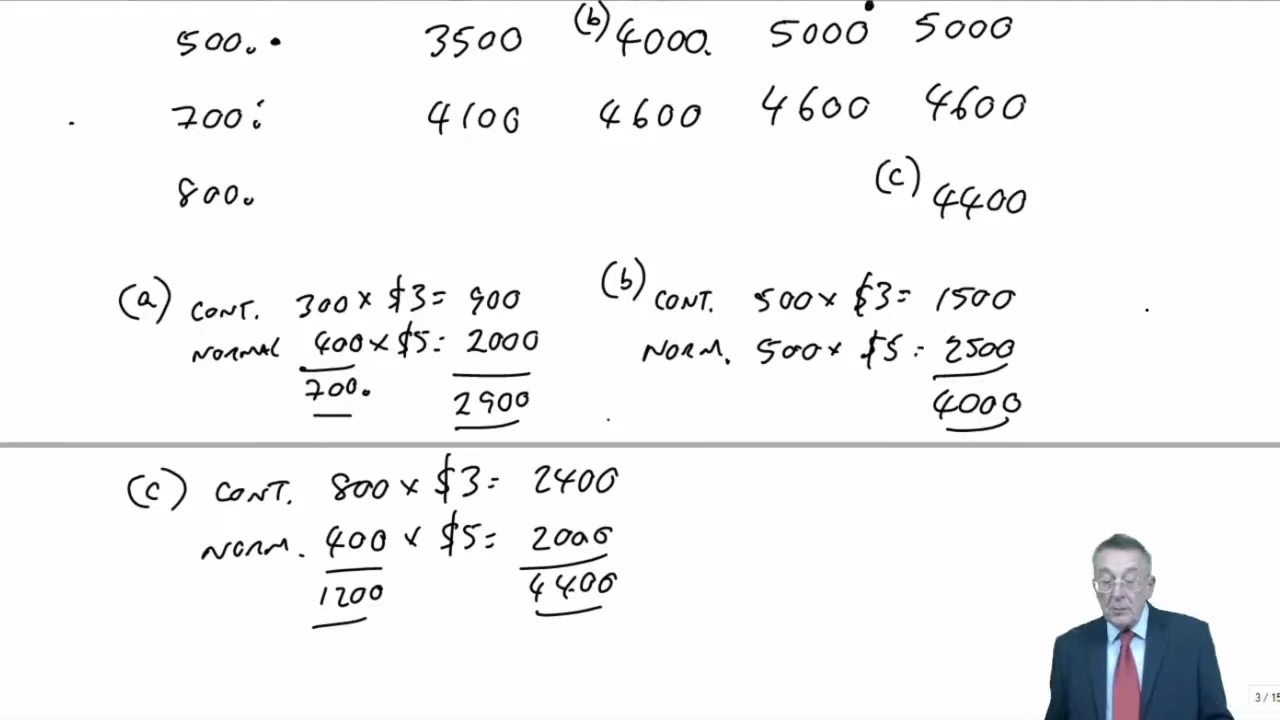 500. 3500 (b) 4000. 5000 5000
700 4100 4600 4600 4600
800. (c) 4400
(a) CONT. 300 × $3 = 900
NORMAL 400 × $5 = 2000
700. 2900
(b) CONT. 500 × $3 = 1500
NORM. 500 × $5 = 2500
4000
(c) CONT. 800 × $3 = 2400
NORM. 400 × $5 = 2000
1200 4400
3 / 15